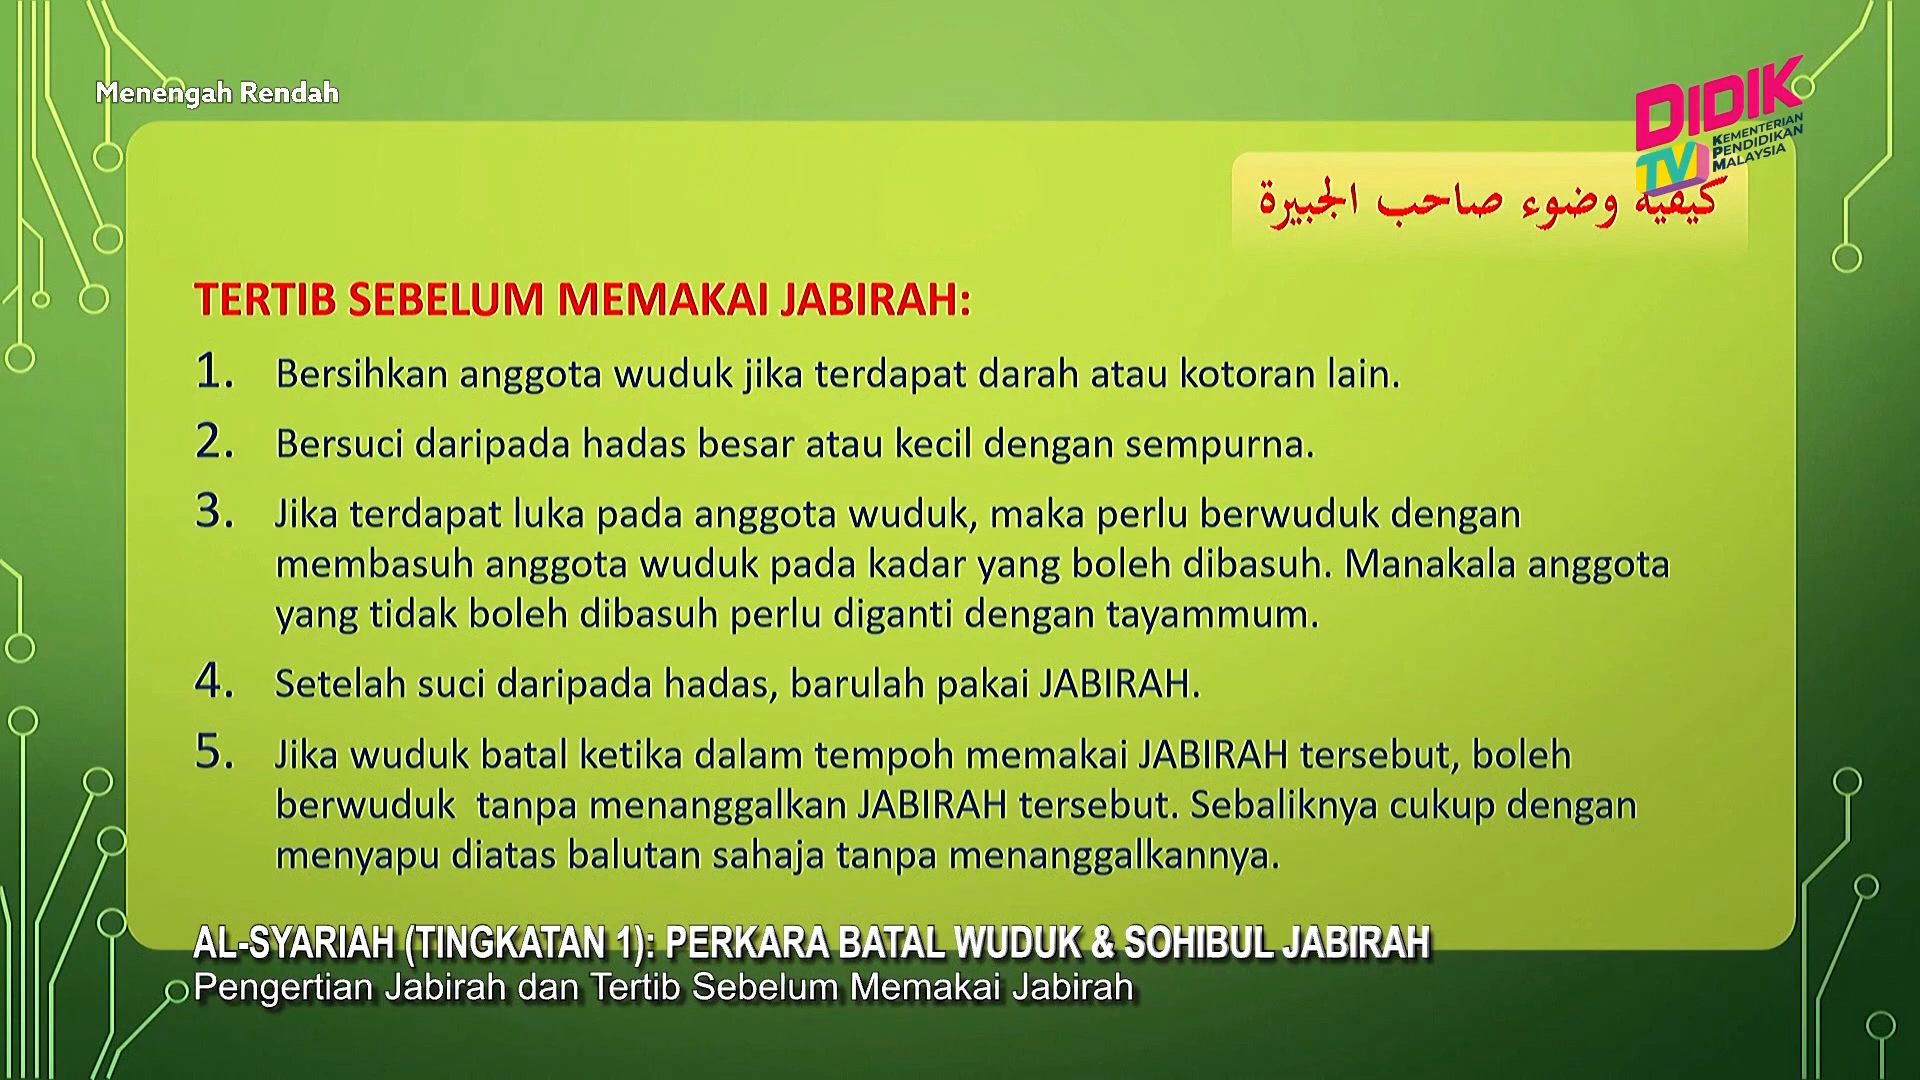 Menengah Rendah
DIDIK
TV
KEMENTERIAN
PENDIDIKAN
MALAYSIA
كيفية وضوء صاحب الجبيرة
TERTIB SEBELUM MEMAKAI JABIRAH:
1. Bersihkan anggota wuduk jika terdapat darah atau kotoran lain.
2. Bersuci daripada hadas besar atau kecil dengan sempurna.
3. Jika terdapat luka pada anggota wuduk, maka perlu berwuduk dengan
membasuh anggota wuduk pada kadar yang boleh dibasuh. Manakala anggota
yang tidak boleh dibasuh perlu diganti dengan tayammum.
4. Setelah suci daripada hadas, barulah pakai JABIRAH.
5. Jika wuduk batal ketika dalam tempoh memakai JABIRAH tersebut, boleh
berwuduk tanpa menanggalkan JABIRAH tersebut. Sebaliknya cukup dengan
menyapu diatas balutan sahaja tanpa menanggalkannya.
AL-SYARIAH (TINGKATAN 1): PERKARA BATAL WUDUK & SOHIBUL JABIRAH
Pengertian Jabirah dan Tertib Sebelum Memakai Jabirah